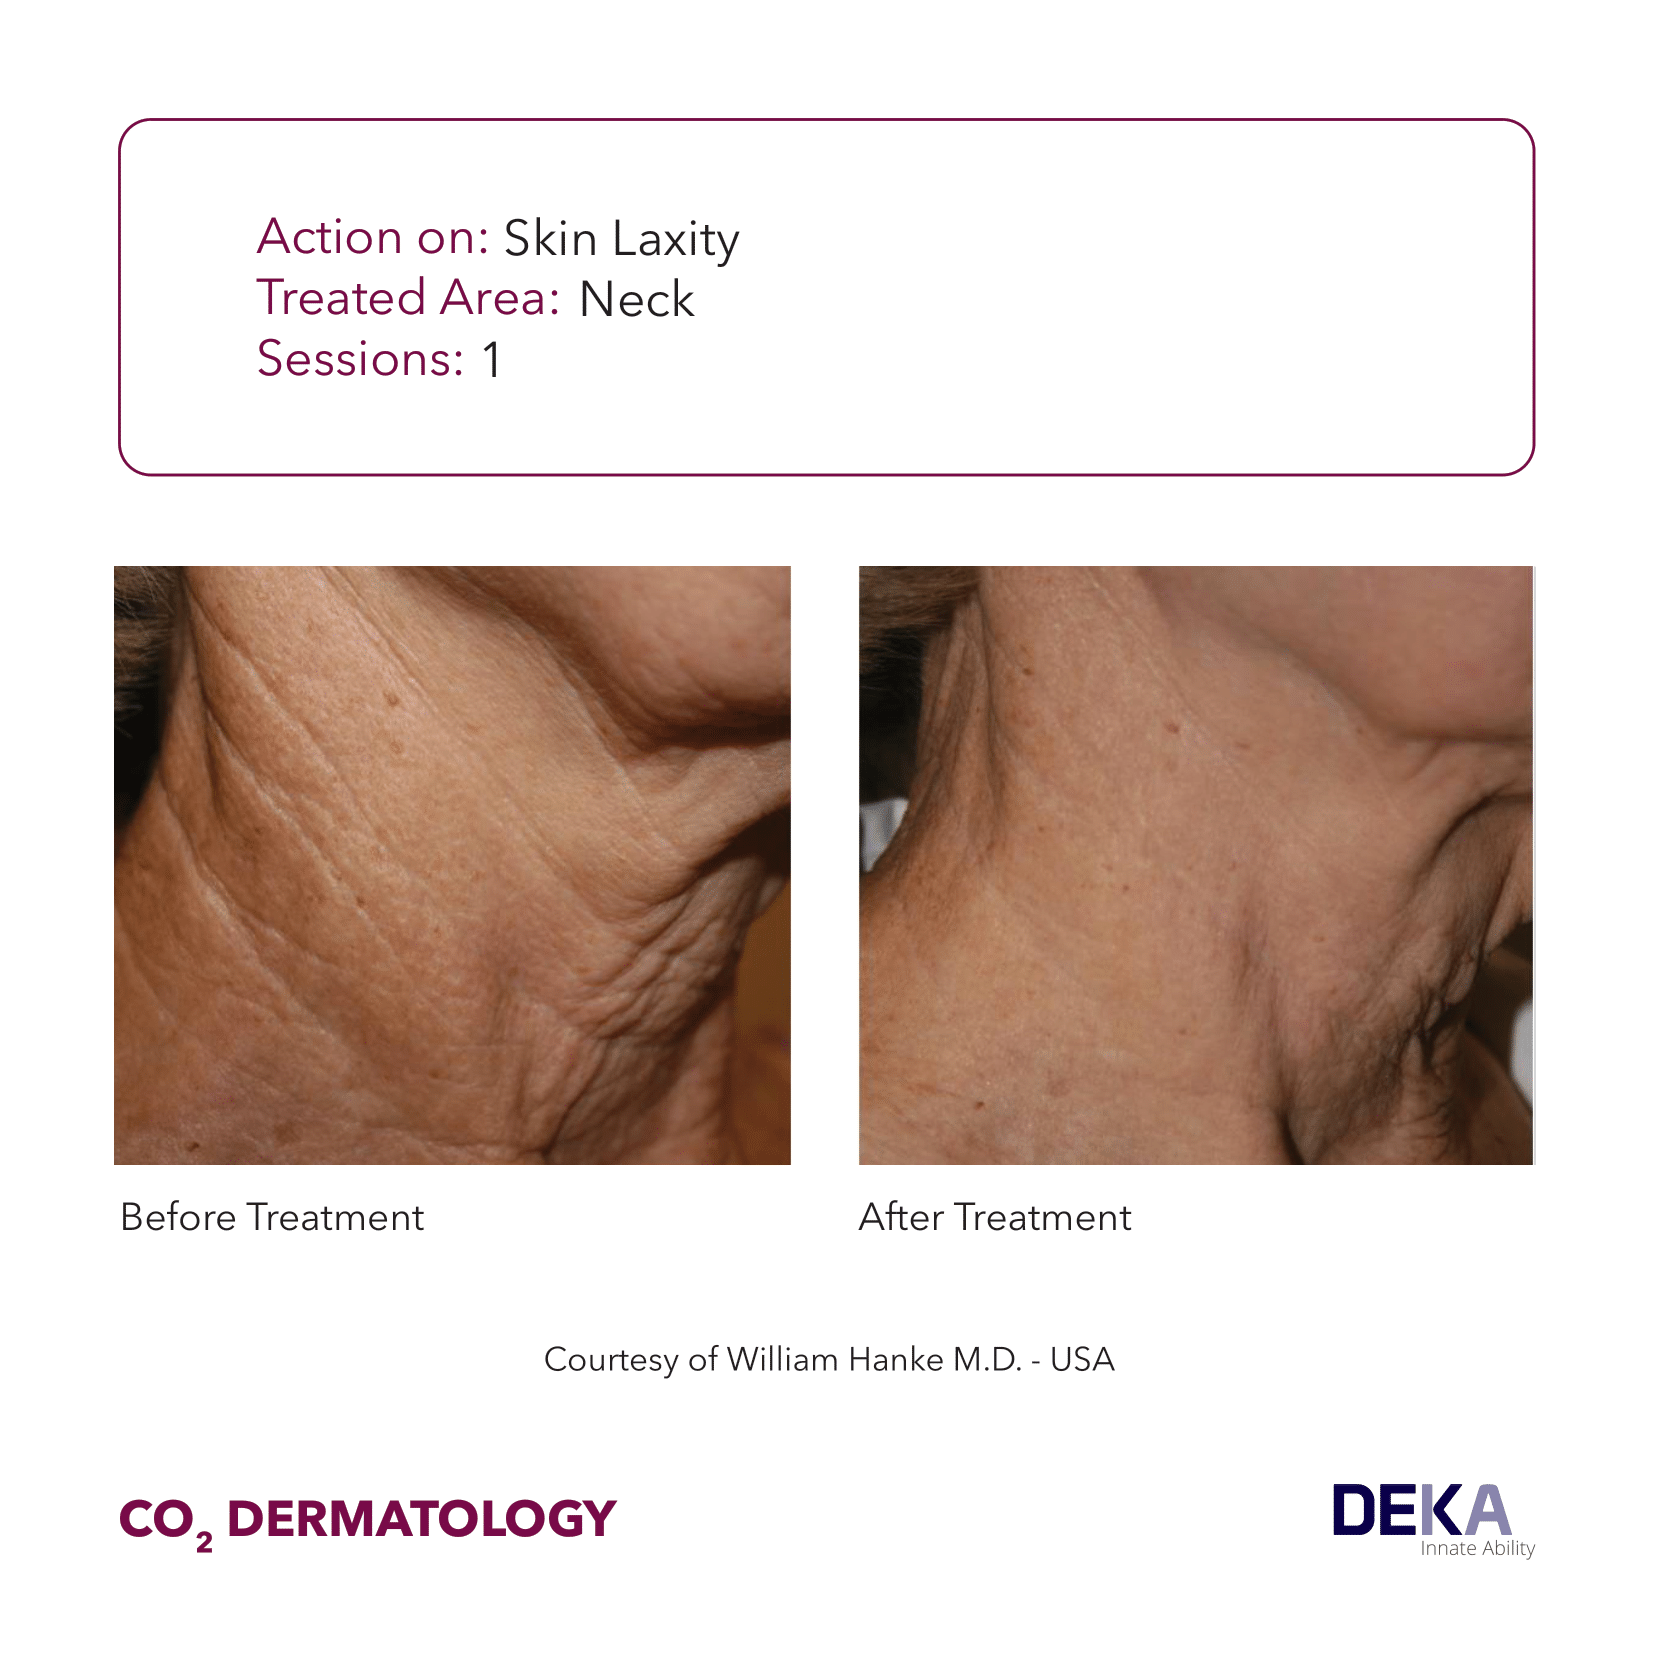 Action on: Skin Laxity
Treated Area: Neck
Sessions: 1
Before Treatment
After Treatment
Courtesy of William Hanke M.D. - USA
CO₂ DERMATOLOGY
DEKA
Innate Ability